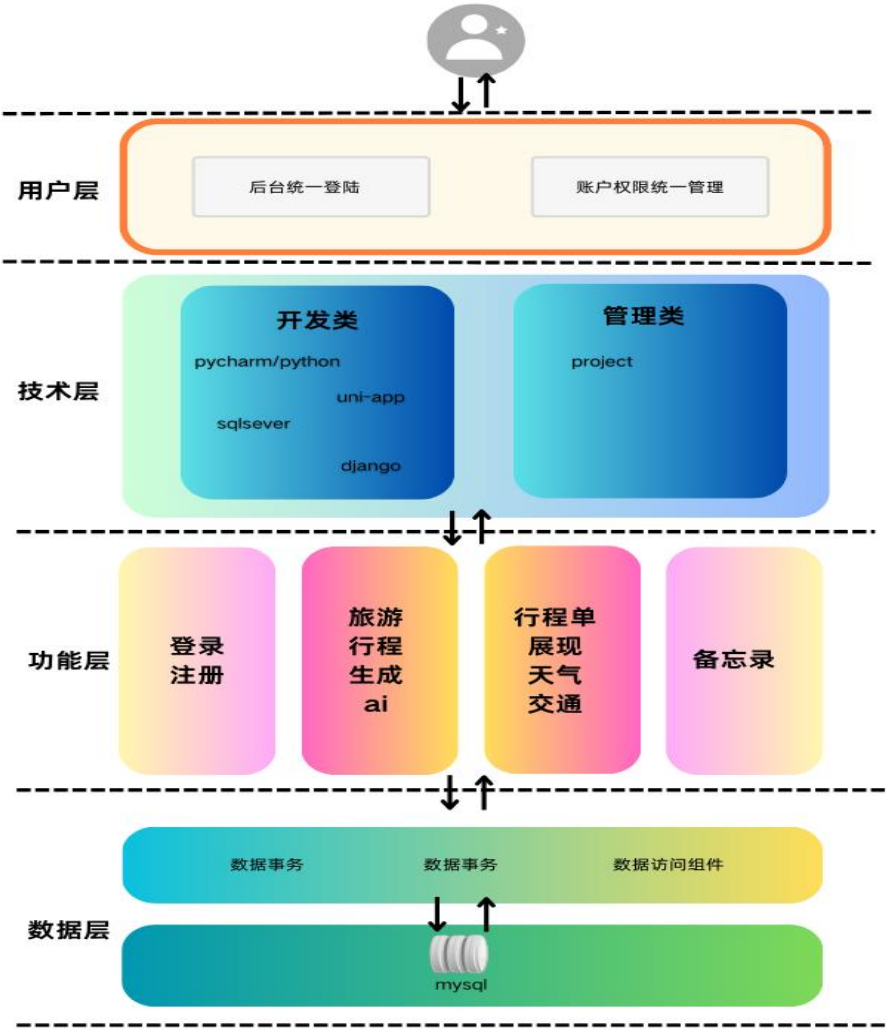 用户层
后台统一登陆
账户权限统一管理
技术层
开发类
pycharm/python
uni-app
sqlsever
django
管理类
project
功能层
登录
注册
旅游
行程
生成
ai
行程单
展现
天气
交通
备忘录
数据层
数据事务
数据事务
数据访问组件
mysql